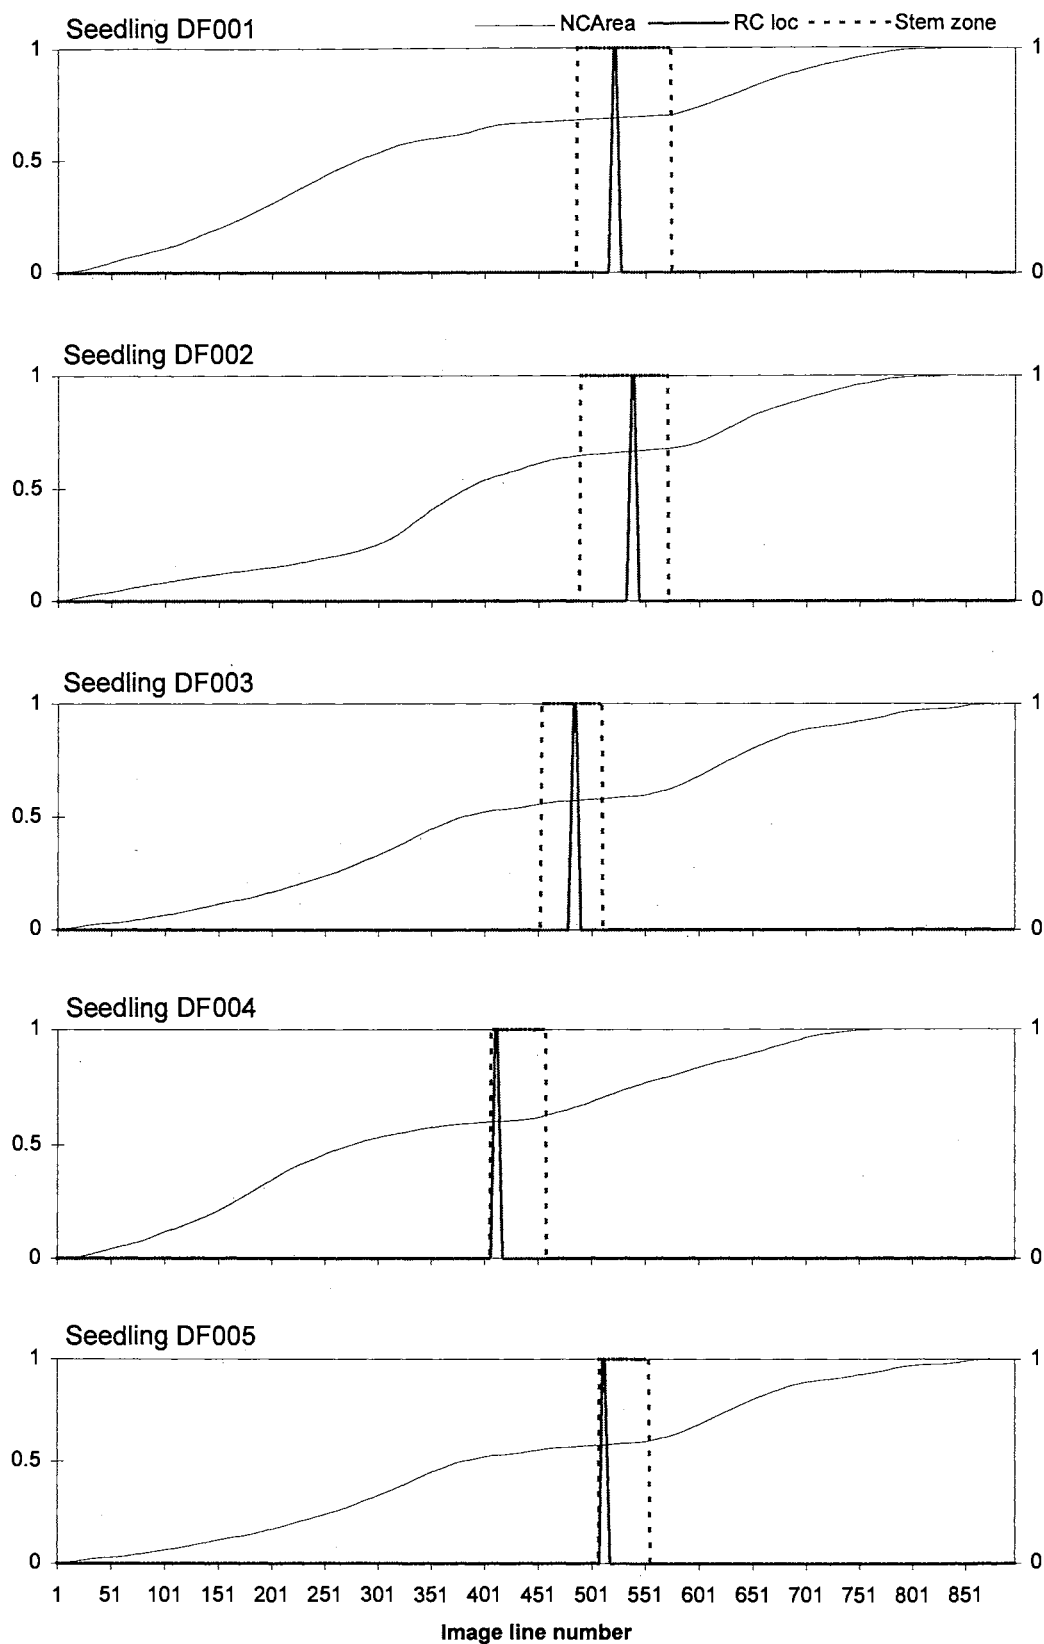 Seedling DF001
NCArea RC loc Stem zone
1 1
0.5
0 0
Seedling DF002
1 1
0.5
0 0
Seedling DF003
1 1
0.5
0 0
Seedling DF004
1 1
0.5
0 0
Seedling DF005
1 1
0.5
0 0
1 51 101 151 201 251 301 351 401 451 501 551 601 651 701 751 801 851
Image line number